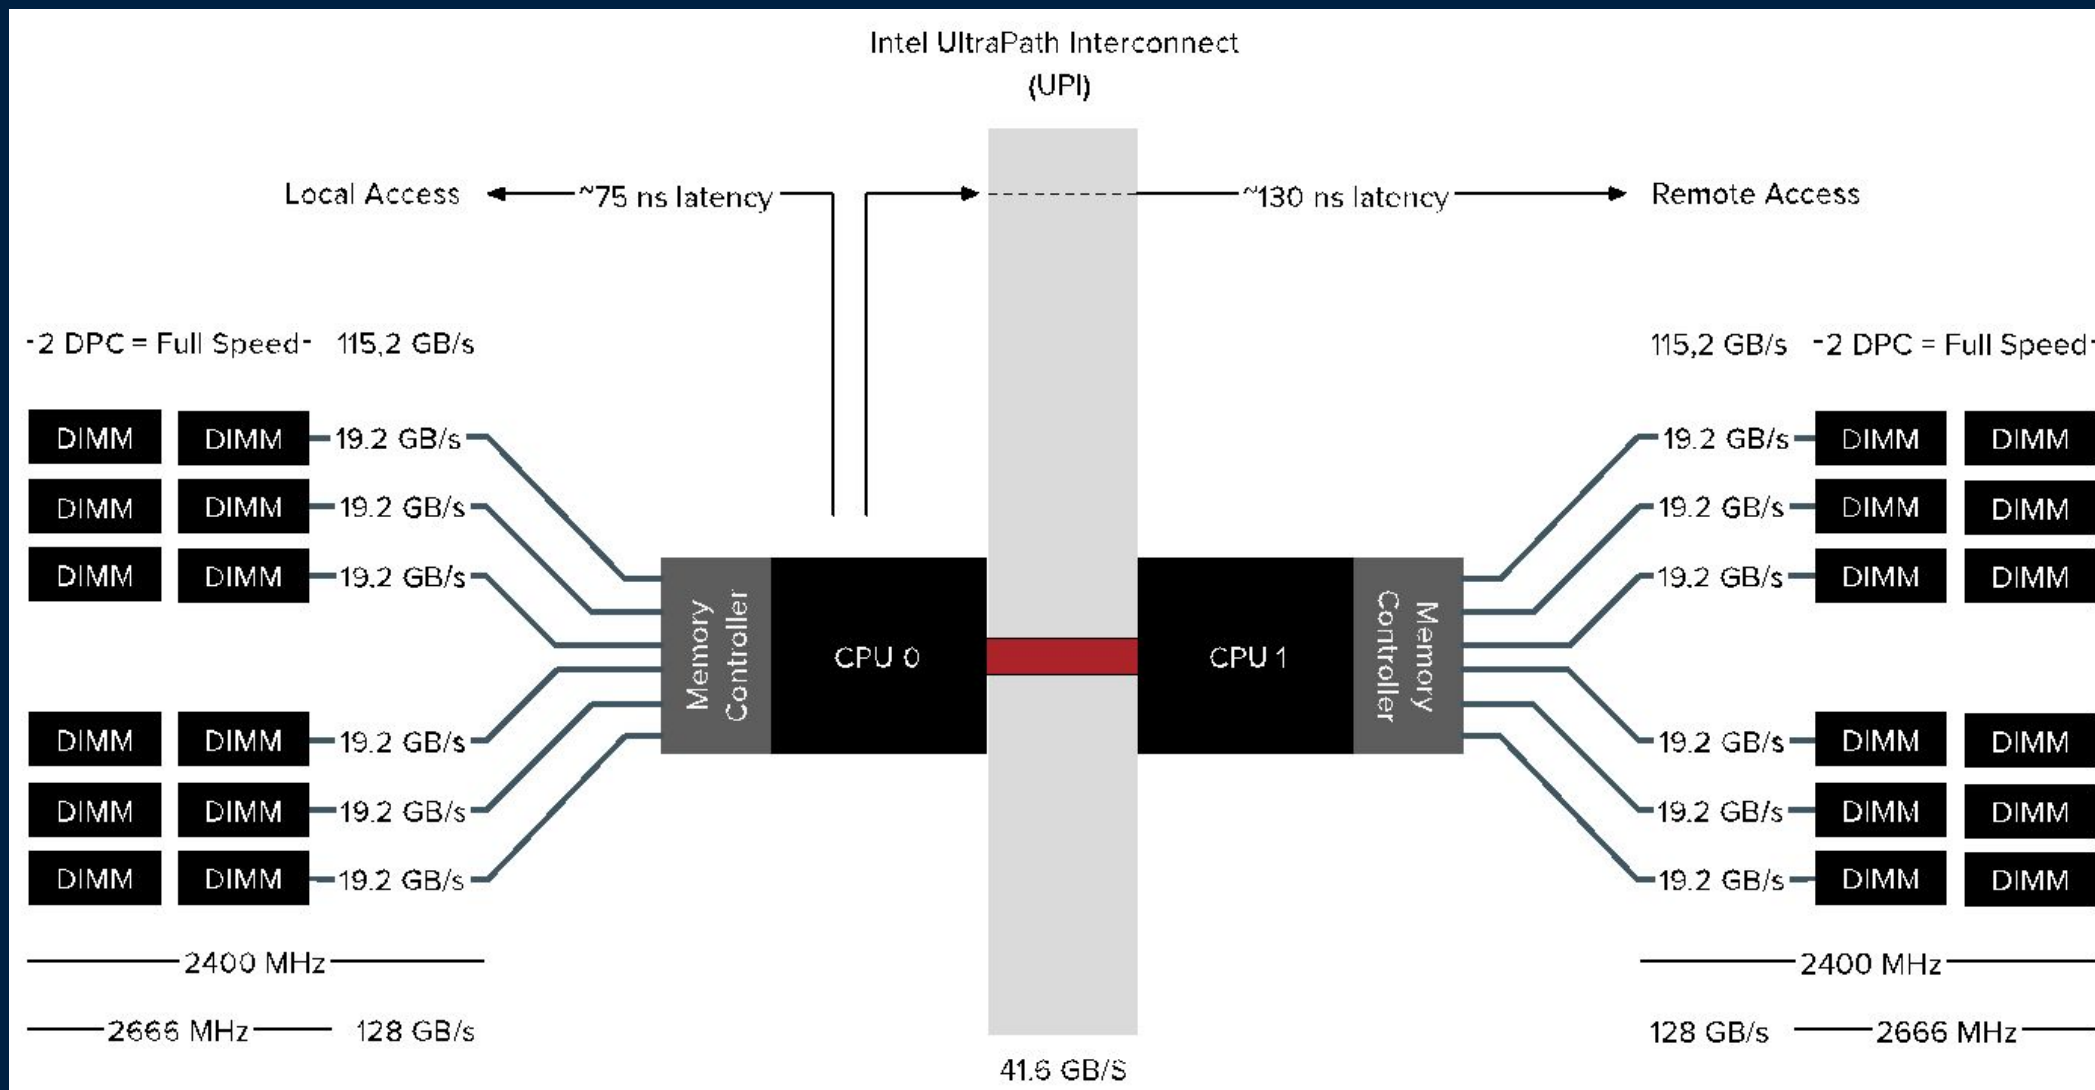 Intel UltraPath Interconnect
(UPI)
Local Access ~75 ns latency ~130 ns latency Remote Access
-2 DPC = Full Speed- 115,2 GB/s 115,2 GB/s -2 DPC = Full Speed-
DIMM DIMM 19.2 GB/s 19.2 GB/s DIMM DIMM
DIMM DIMM 19.2 GB/s 19.2 GB/s DIMM DIMM
DIMM DIMM 19.2 GB/s 19.2 GB/s DIMM DIMM
Memory
Controller
CPU 0
CPU 1
Memory
Controller
DIMM DIMM 19.2 GB/s 19.2 GB/s DIMM DIMM
DIMM DIMM 19.2 GB/s 19.2 GB/s DIMM DIMM
DIMM DIMM 19.2 GB/s 19.2 GB/s DIMM DIMM
2400 MHz 2400 MHz
2666 MHz 128 GB/s 128 GB/s 2666 MHz
41.6 GB/S